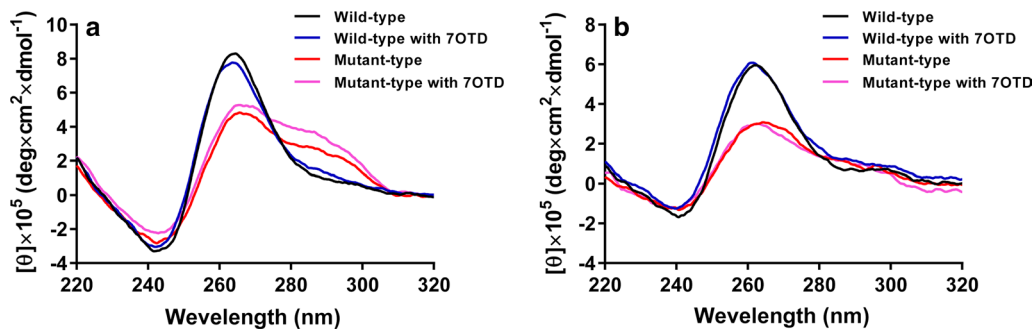 a
Wild-type
Wild-type with 7OTD
Mutant-type
Mutant-type with 7OTD
[θ]×10⁵ (deg×cm²×dmol⁻¹)
10
8
6
4
2
0
-2
-4
220
240
260
280
300
320
Wevelength (nm)
b
Wild-type
Wild-type with 7OTD
Mutant-type
Mutant-type with 7OTD
[θ]×10⁵ (deg×cm²×dmol⁻¹)
8
6
4
2
0
-2
-4
220
240
260
280
300
320
Wevelength (nm)